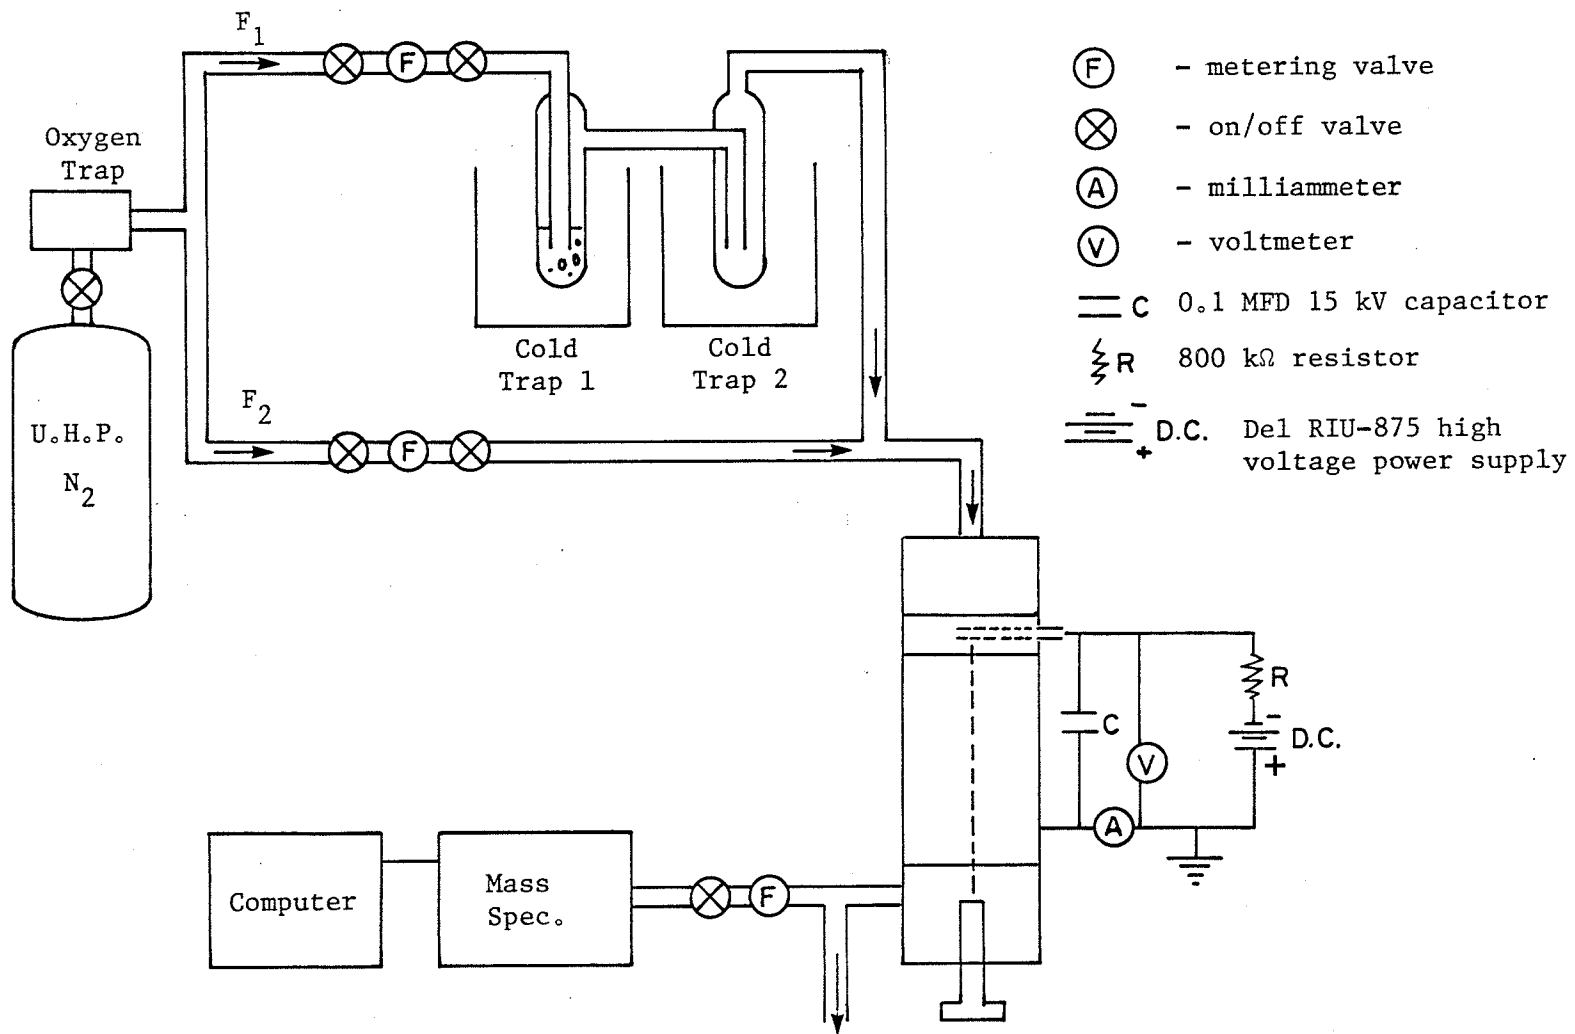 F1
F
Oxygen
Trap
Cold
Trap 1
Cold
Trap 2
F2
F
U.H.P.
N2
F - metering valve
- on/off valve
A - milliammeter
V - voltmeter
C 0.1 MFD 15 kV capacitor
R 800 kΩ resistor
- + D.C. Del RIU-875 high
voltage power supply
R
C
V
- + D.C.
A
Computer
Mass
Spec.
F